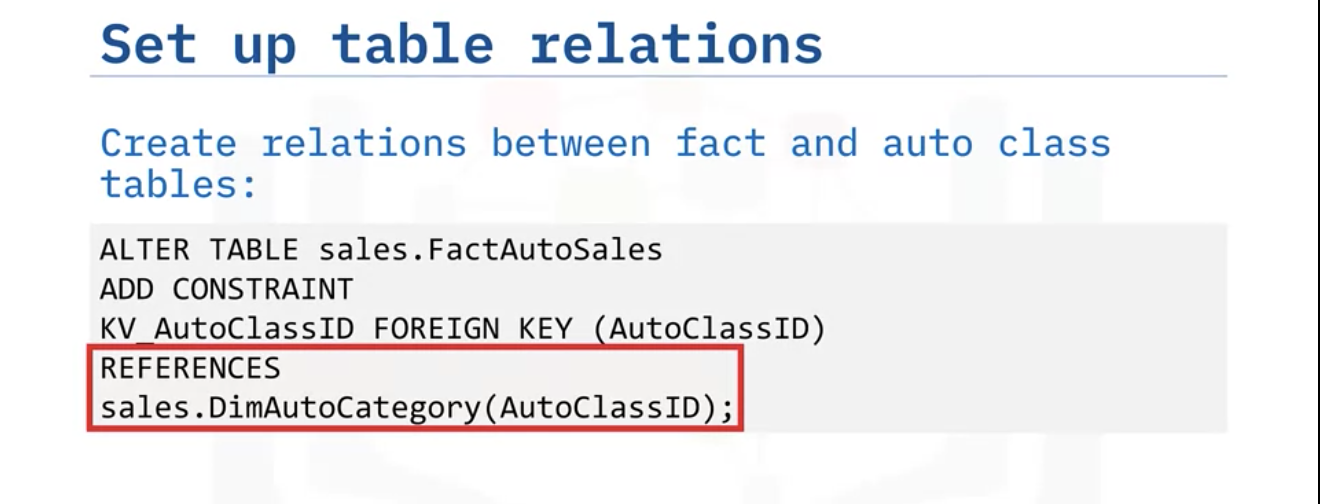 Set up table relations
Create relations between fact and auto class
tables:
ALTER TABLE sales.FactAutoSales
ADD CONSTRAINT
KV_AutoClassID FOREIGN KEY (AutoClassID)
REFERENCES
sales.DimAutoCategory(AutoClassID);